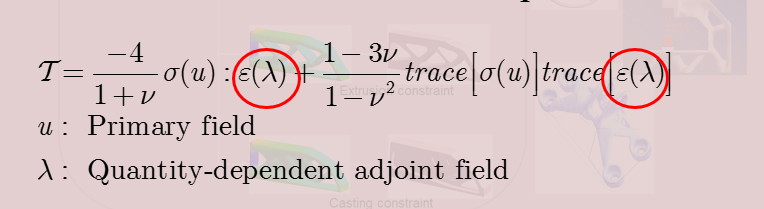 𝒯 = −4/(1+ν) σ(u) : ε(λ) + (1−3ν)/(1−ν²) trace[σ(u)]trace[ε(λ)]
Extrusion constraint
u : Primary field
λ : Quantity-dependent adjoint field
Casting constraint